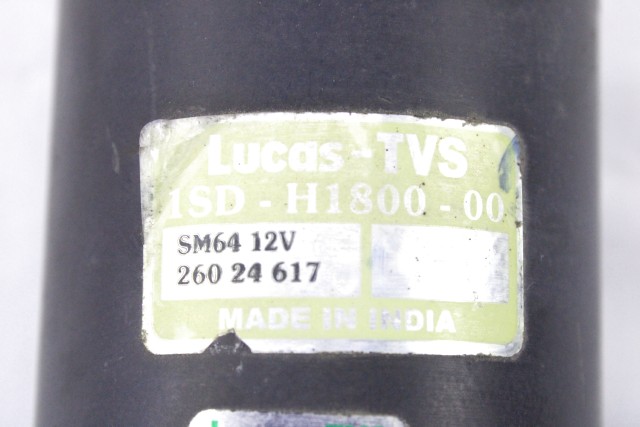 Lucas-TVS
1SD - H1800 - 00
SM64 12V
260 24 617
MADE IN INDIA